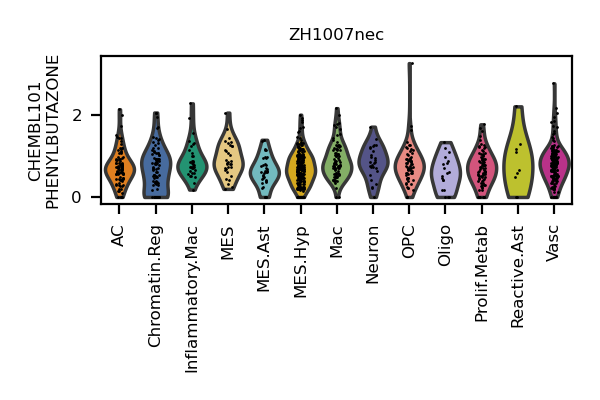 ZH1007nec
CHEMBL101
PHENYLBUTAZONE
2
0
AC
Chromatin.Reg
Inflammatory.Mac
MES
MES.Ast
MES.Hyp
Mac
Neuron
OPC
Oligo
Prolif.Metab
Reactive.Ast
Vasc